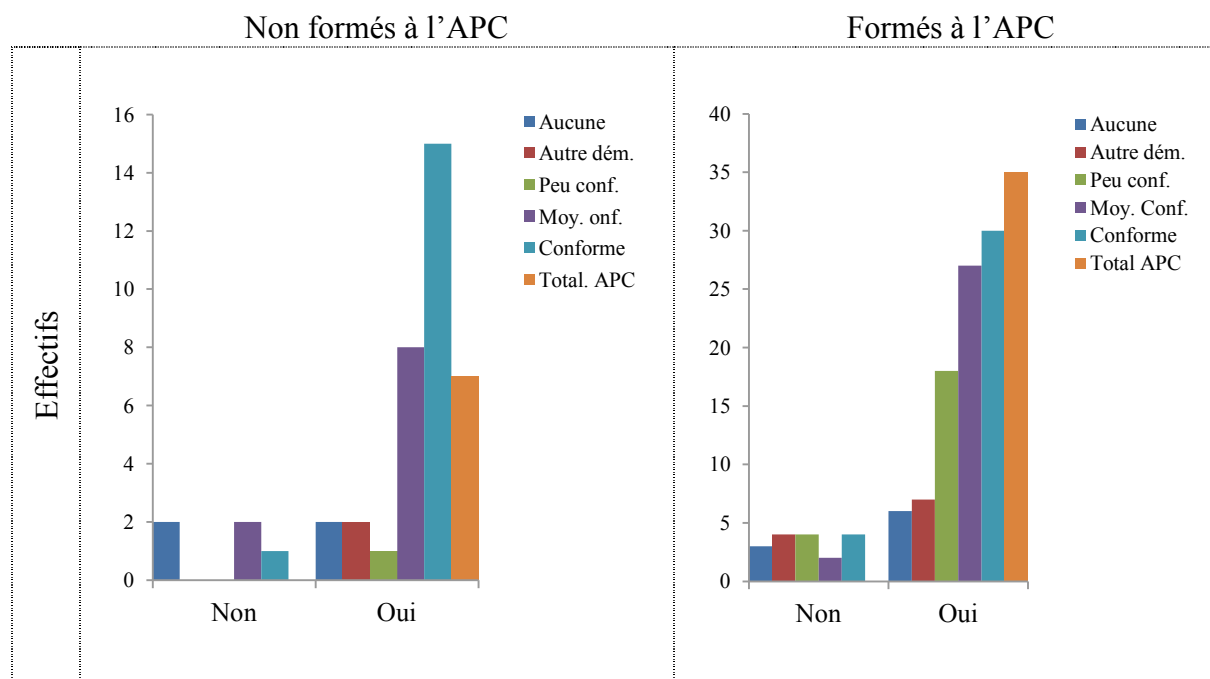 Non formés à l’APC
Formés à l’APC
Effectifs
16
14
12
10
8
6
4
2
0
Non
Oui
Aucune
Autre dém.
Peu conf.
Moy. onf.
Conforme
Total. APC
40
35
30
25
20
15
10
5
0
Non
Oui
Aucune
Autre dém.
Peu conf.
Moy. Conf.
Conforme
Total APC